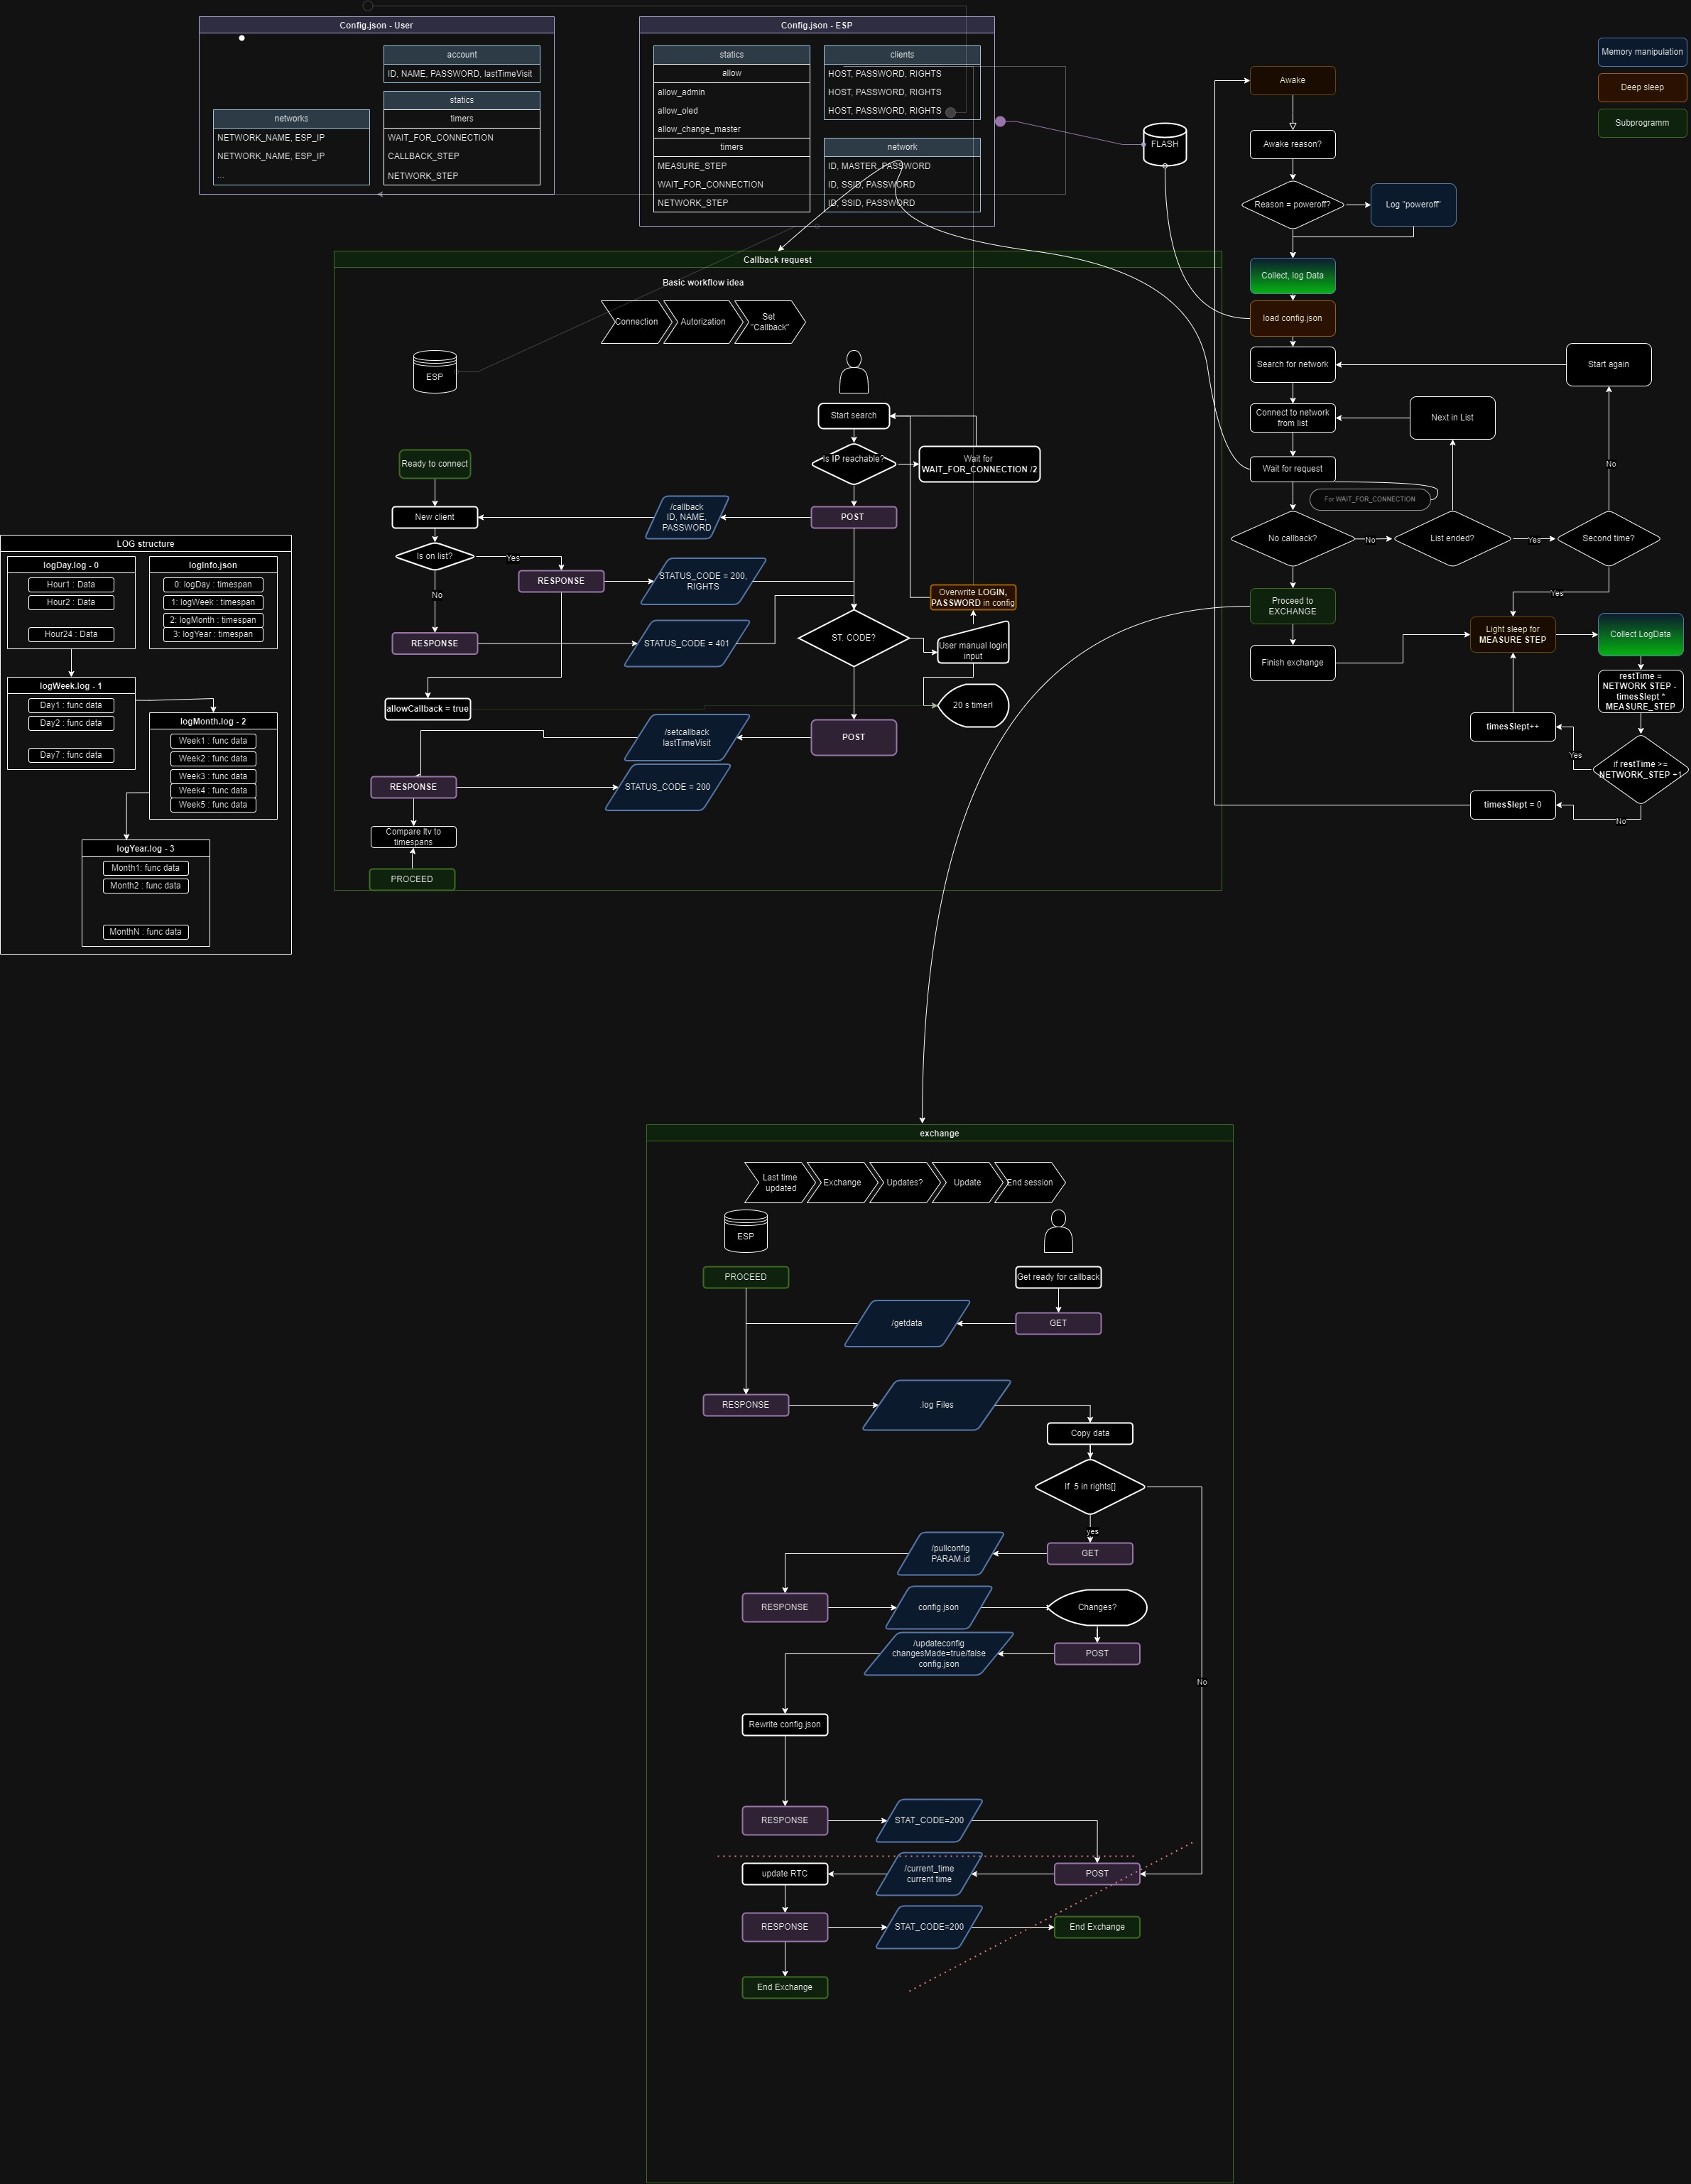 Config.json - User
account
ID, NAME, PASSWORD, lastTimeVisit
statics
timers
WAIT_FOR_CONNECTION
CALLBACK_STEP
NETWORK_STEP
networks
NETWORK_NAME, ESP_IP
NETWORK_NAME, ESP_IP
...
Config.json - ESP
statics
allow
allow_admin
allow_oled
allow_change_master
timers
MEASURE_STEP
WAIT_FOR_CONNECTION
NETWORK_STEP
clients
HOST, PASSWORD, RIGHTS
HOST, PASSWORD, RIGHTS
HOST, PASSWORD, RIGHTS
network
ID, MASTER_PASSWORD
ID, SSID, PASSWORD
ID, SSID, PASSWORD
FLASH
Memory manipulation
Deep sleep
Subprogramm
Awake
Awake reason?
Reason = poweroff?
Log "poweroff"
Collect, log Data
load config.json
Search for network
Start again
Connect to network
from list
Next in List
Wait for request
For WAIT_FOR_CONNECTION
No
No callback?
No
List ended?
Yes
Second time?
Yes
Proceed to
EXCHANGE
Finish exchange
Light sleep for
MEASURE STEP
Collect LogData
restTime =
NETWORK STEP -
timesSlept *
MEASURE_STEP
timesSlept++
Yes
if restTime >=
NETWORK_STEP +1
timesSlept = 0
No
Callback request
Basic workflow idea
Connection
Autorization
Set
"Callback"
ESP
Start search
Is IP reachable?
Wait for
WAIT_FOR_CONNECTION /2
Ready to connect
New client
/callback
ID, NAME,
PASSWORD
POST
Is on list?
Yes
RESPONSE
STATUS_CODE = 200,
RIGHTS
No
Overwrite LOGIN,
PASSWORD in config
RESPONSE
STATUS_CODE = 401
ST. CODE?
User manual login
input
allowCallback = true
20 s timer!
/setcallback
lastTimeVisit
POST
RESPONSE
STATUS_CODE = 200
Compare ltv to
timespans
PROCEED
LOG structure
logDay.log - 0
Hour1 : Data
Hour2 : Data
Hour24 : Data
logInfo.json
0: logDay : timespan
1: logWeek : timespan
2: logMonth : timespan
3: logYear : timespan
logWeek.log - 1
Day1 : func data
Day2 : func data
Day7 : func data
logMonth.log - 2
Week1 : func data
Week2 : func data
Week3 : func data
Week4 : func data
Week5 : func data
logYear.log - 3
Month1: func data
Month2 : func data
MonthN : func data
exchange
Last time
updated
Exchange
Updates?
Update
End session
ESP
PROCEED
Get ready for callback
/getdata
GET
RESPONSE
.log Files
Copy data
If  5 in rights[]
yes
/pullconfig
PARAM.id
GET
RESPONSE
config.json
Changes?
/updateconfig
changesMade=true/false
config.json
POST
No
Rewrite config.json
RESPONSE
STAT_CODE=200
update RTC
/current_time
current time
POST
RESPONSE
STAT_CODE=200
End Exchange
End Exchange